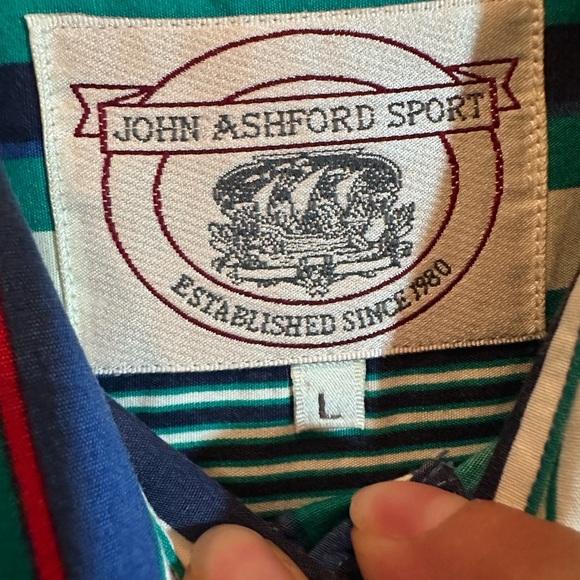 JOHN ASHFORD SPORT
ESTABLISHED SINCE 1980
L